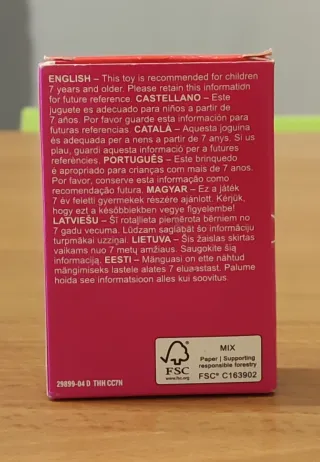 ENGLISH – This toy is recommended for children
7 years and older. Please retain this information
for future reference. CASTELLANO – Este
juguete es adecuado para niños a partir de
7 años. Por favor guarde esta información para
futuras referencias. CATALÀ – Aquesta joguina
és adequada per a nens a partir de 7 anys. Si us
plau, guardi aquesta informació per a futures
referències. PORTUGUÊS – Este brinquedo
é apropriado para crianças com mais de 7 anos.
Por favor, conserve esta informação como
recomendação futura. MAGYAR – Ez a játék
7 év feletti gyermekek részére ajánlott. Kérjük,
hogy ezt a későbbiekben vegye figyelembe!
LATVIEŠU – Šī rotaļlieta piemērota bērniem no
7 gadu vecuma. Lūdzam saglabāt šo informāciju
turpmākai uzziņai. LIETUVA – Šis žaislas skirtas
vaikams nuo 7 metų amžiaus. Saugokite šią
informaciją. EESTI – Mänguasi on ette nähtud
mängimiseks lastele alates 7 eluaastast. Palume
hoida see informatsioon alles kui soovitus.
FSC
www.fsc.org
MIX
Paper | Supporting
responsible forestry
FSC® C163902
29899-04 D THH CC7N